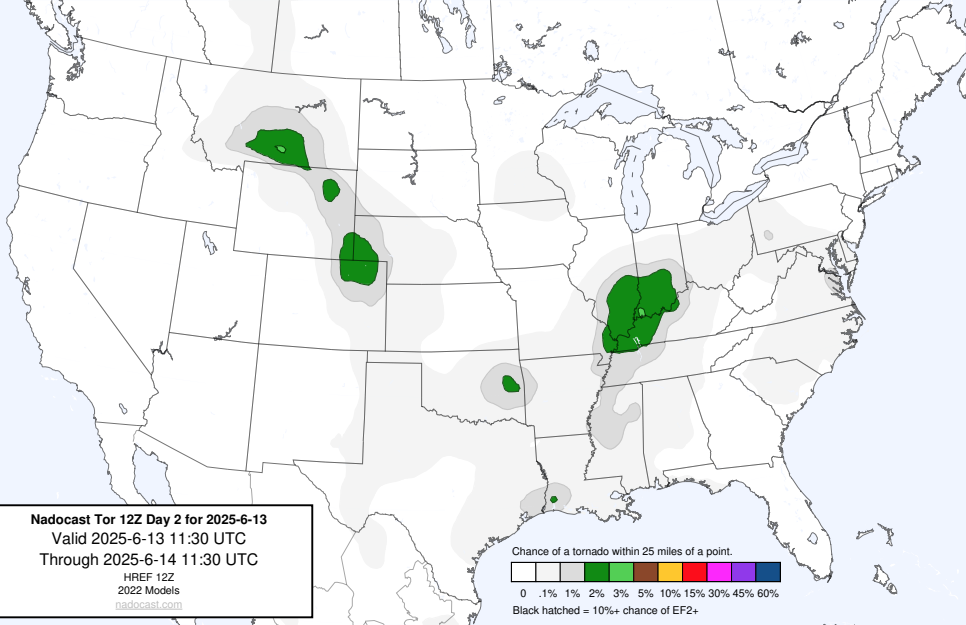 Nadocast Tor 12Z Day 2 for 2025-6-13
Valid 2025-6-13 11:30 UTC
Through 2025-6-14 11:30 UTC
HREF 12Z
2022 Models
nadocast.com
Chance of a tornado within 25 miles of a point.
0 .1% 1% 2% 3% 5% 10% 15% 30% 45% 60%
Black hatched = 10%+ chance of EF2+